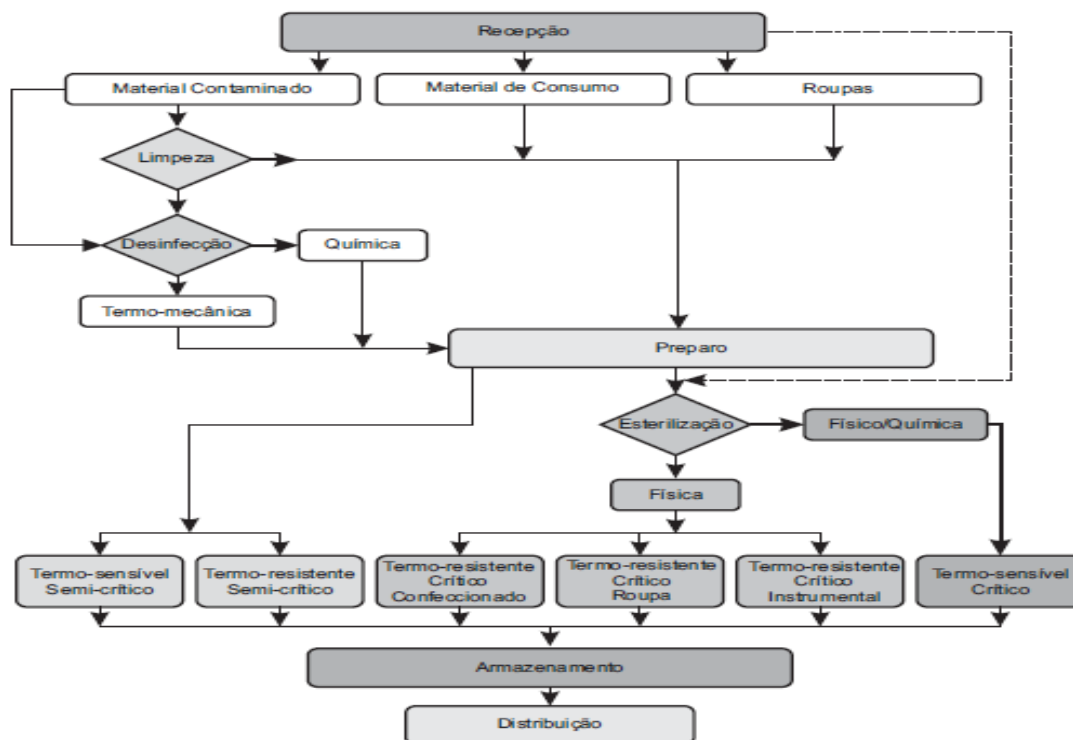 Recepção
Material Contaminado
Material de Consumo
Roupas
Limpeza
Desinfecção
Química
Termo-mecânica
Preparo
Esterilização
Físico/Química
Física
Termo-sensível
Semi-crítico
Termo-resistente
Semi-crítico
Termo-resistente
Crítico
Confeccionado
Termo-resistente
Crítico
Roupa
Termo-resistente
Crítico
Instrumental
Termo-sensível
Crítico
Armazenamento
Distribuição